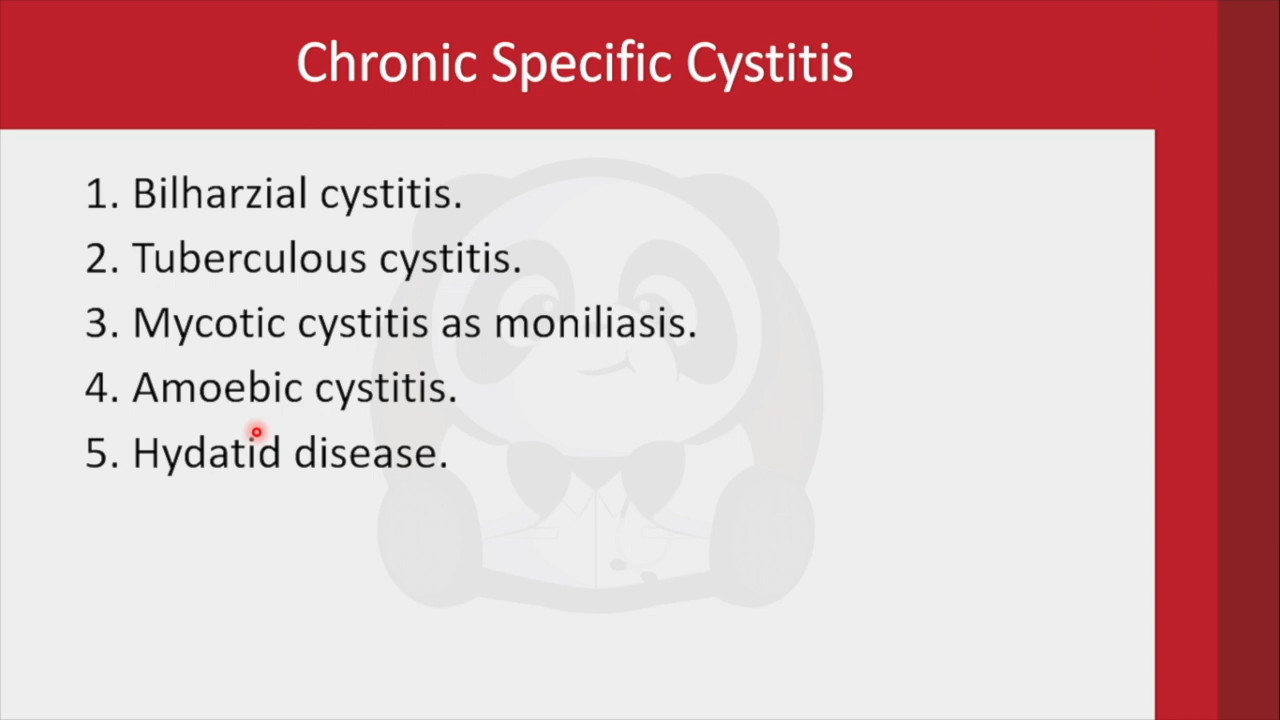 Chronic Specific Cystitis
1. Bilharzial cystitis.
2. Tuberculous cystitis.
3. Mycotic cystitis as moniliasis.
4. Amoebic cystitis.
5. Hydatid disease.